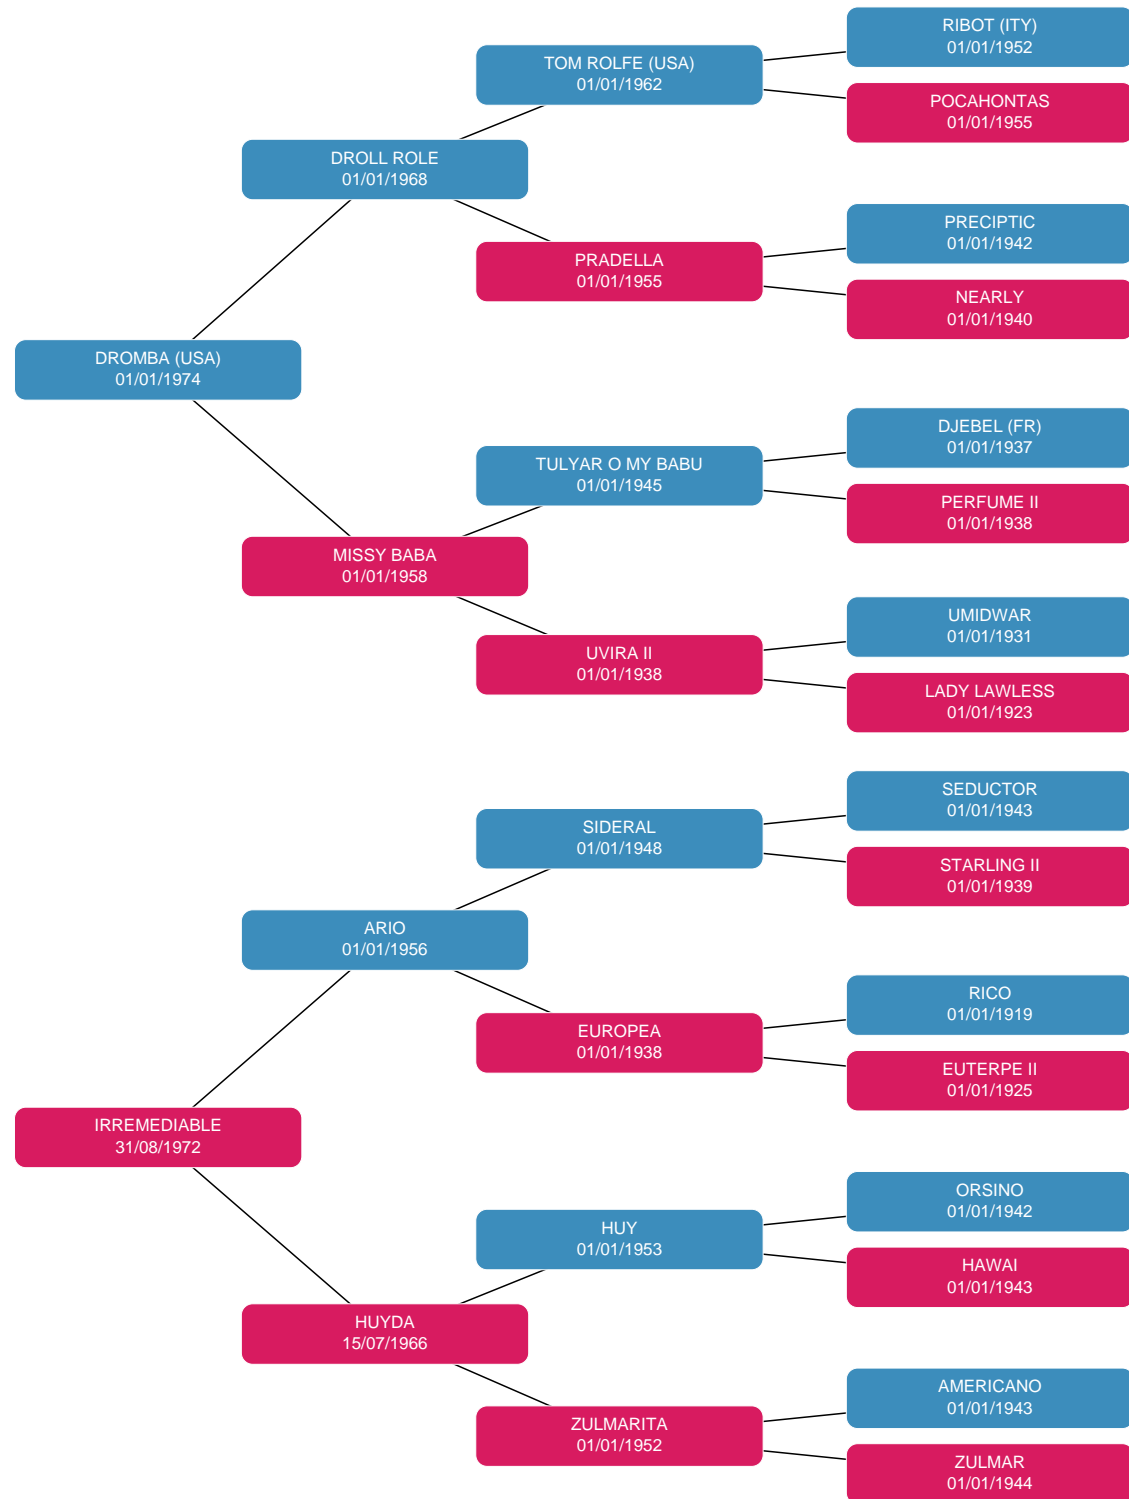 RIBOT (ITY)
01/01/1952
TOM ROLFE (USA)
01/01/1962
POCAHONTAS
01/01/1955
DROLL ROLE
01/01/1968
PRECIPTIC
01/01/1942
PRADELLA
01/01/1955
NEARLY
01/01/1940
DROMBA (USA)
01/01/1974
DJEBEL (FR)
01/01/1937
TULYAR O MY BABU
01/01/1945
PERFUME II
01/01/1938
MISSY BABA
01/01/1958
UMIDWAR
01/01/1931
UVIRA II
01/01/1938
LADY LAWLESS
01/01/1923
SEDUCTOR
01/01/1943
SIDERAL
01/01/1948
STARLING II
01/01/1939
ARIO
01/01/1956
RICO
01/01/1919
EUROPEA
01/01/1938
EUTERPE II
01/01/1925
IRREMEDIABLE
31/08/1972
ORSINO
01/01/1942
HUY
01/01/1953
HAWAI
01/01/1943
HUYDA
15/07/1966
AMERICANO
01/01/1943
ZULMARITA
01/01/1952
ZULMAR
01/01/1944